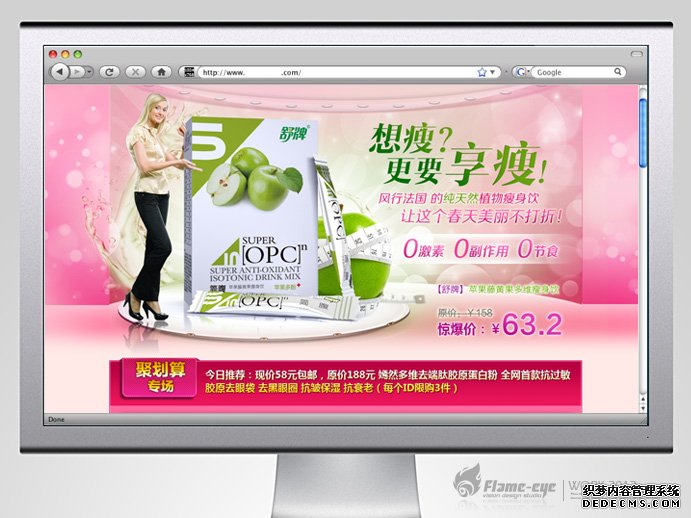 http://www. .com/
Google
舒牌
SUPER
in [OPC]n
SUPER ANTI-OXIDANT
ISOTONIC DRINK MIX
苹果多酚+
in [OPC]n
想瘦?
更要享瘦!
风行法国 的纯天然植物瘦身饮
让这个春天美丽不打折!
0激素 0副作用 0节食
【舒牌】苹果藤黄果多维瘦身饮
原价:¥158
惊爆价:¥63.2
聚划算
专场
今日推荐:现价58元包邮,原价188元 嫣然多维去端肽胶原蛋白粉 全网首款抗过敏
胶原去眼袋 去黑眼圈 抗皱保湿 抗衰老(每个ID限购3件)
Done
Flame-eye
vision design studio
织梦内容管理系统
DEDECMS.COM